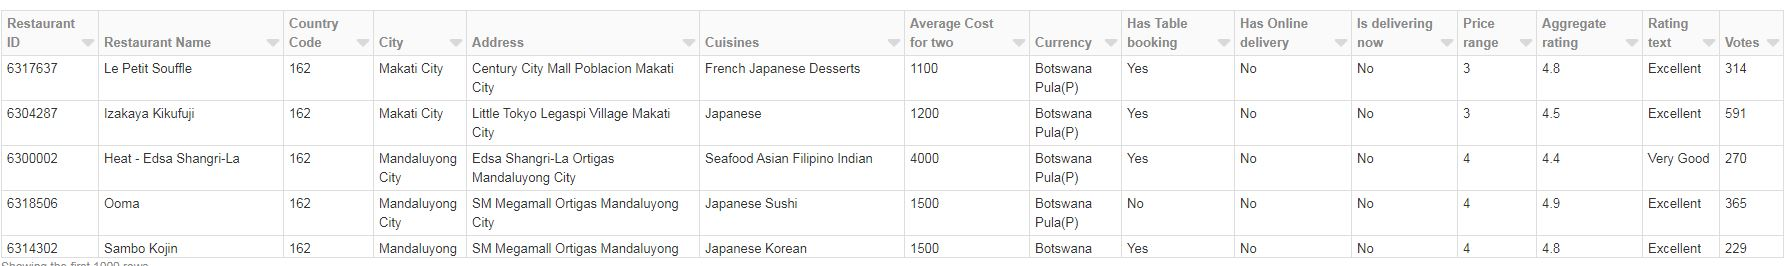 Restaurant ID Restaurant Name Country Code City Address Cuisines Average Cost for two Currency Has Table booking Has Online delivery Is delivering now Price range Aggregate rating Rating text Votes
6317637 Le Petit Souffle 162 Makati City Century City Mall Poblacion Makati City French Japanese Desserts 1100 Botswana Pula(P) Yes No No 3 4.8 Excellent 314
6304287 Izakaya Kikufuji 162 Makati City Little Tokyo Legaspi Village Makati City Japanese 1200 Botswana Pula(P) Yes No No 3 4.5 Excellent 591
6300002 Heat - Edsa Shangri-La 162 Mandaluyong City Edsa Shangri-La Ortigas Mandaluyong City Seafood Asian Filipino Indian 4000 Botswana Pula(P) Yes No No 4 4.4 Very Good 270
6318506 Ooma 162 Mandaluyong City SM Megamall Ortigas Mandaluyong City Japanese Sushi 1500 Botswana Pula(P) No No No 4 4.9 Excellent 365
6314302 Sambo Kojin 162 Mandaluyong SM Megamall Ortigas Mandaluyong Japanese Korean 1500 Botswana Yes No No 4 4.8 Excellent 229
Showing the first 1000 rows